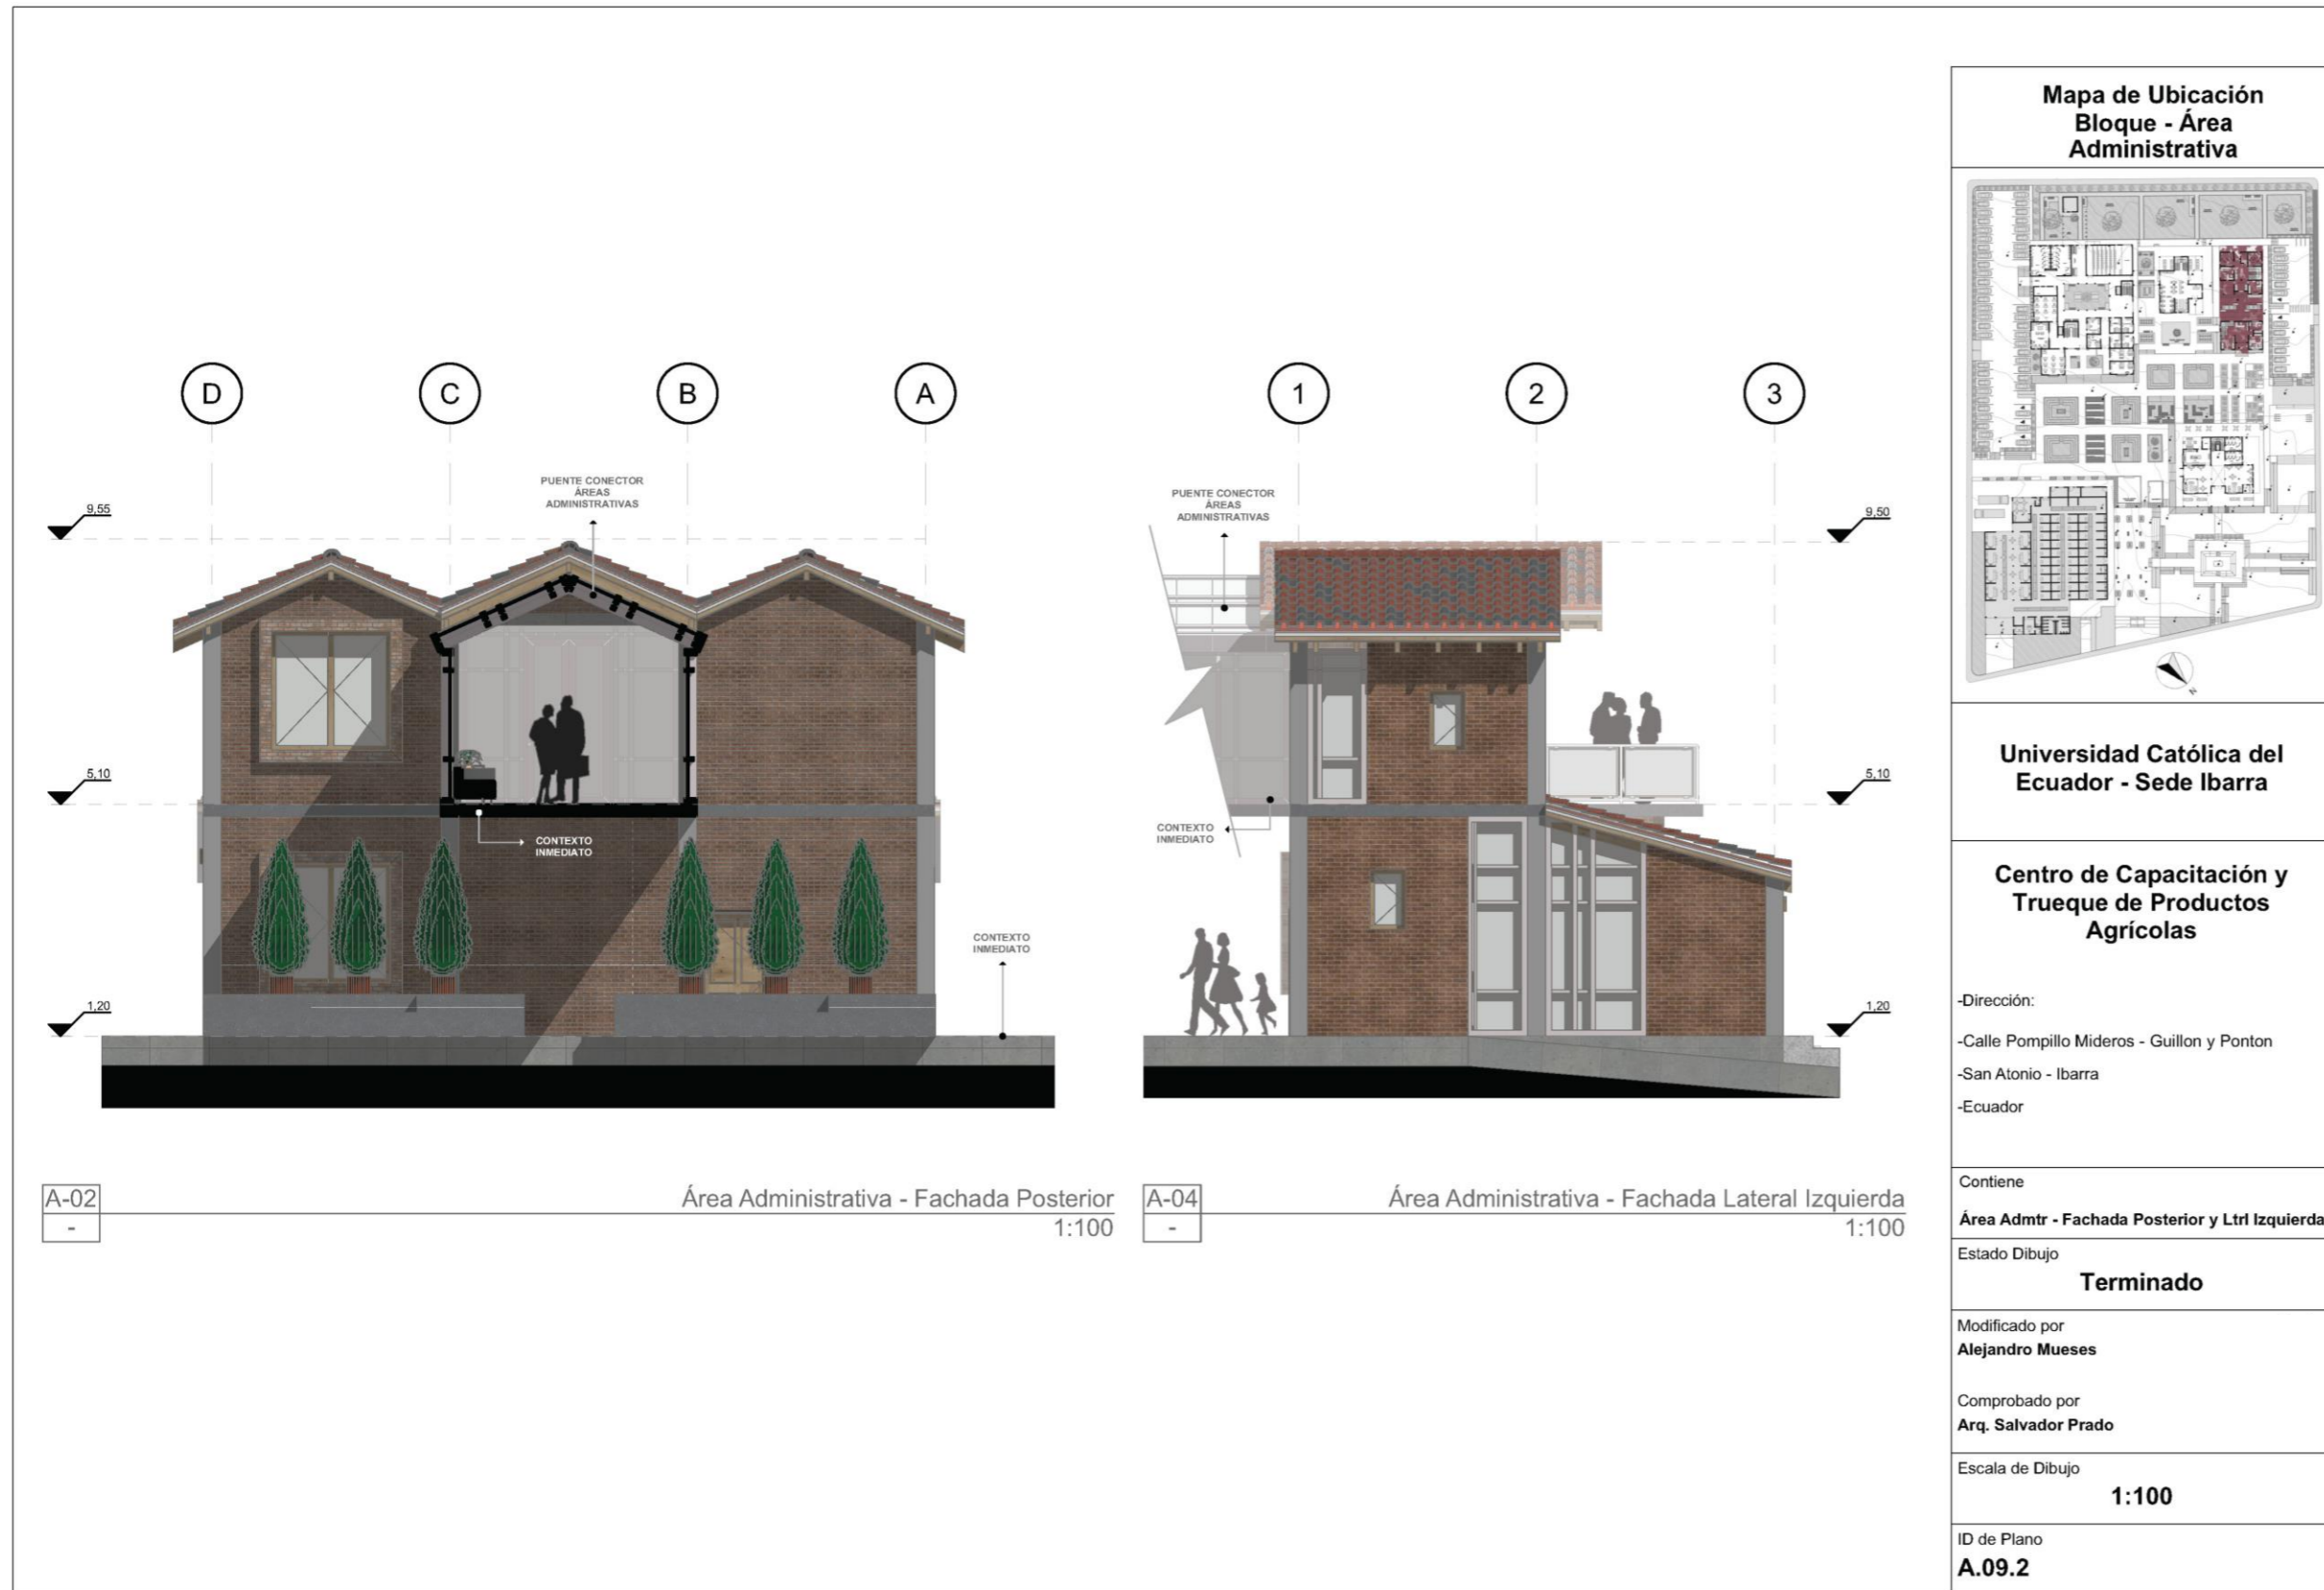 D
C
B
A
PUENTE CONECTOR
ÁREAS
ADMINISTRATIVAS
9,55
5,10
1,20
CONTEXTO
INMEDIATO
CONTEXTO
INMEDIATO
A-02
-
Área Administrativa - Fachada Posterior
1:100
1
2
3
PUENTE CONECTOR
ÁREAS
ADMINISTRATIVAS
9,50
5,10
1,20
CONTEXTO
INMEDIATO
A-04
-
Área Administrativa - Fachada Lateral Izquierda
1:100
Mapa de Ubicación
Bloque - Área
Administrativa
N
Universidad Católica del
Ecuador - Sede Ibarra
Centro de Capacitación y
Trueque de Productos
Agrícolas
-Dirección:
-Calle Pompillo Mideros - Guillon y Ponton
-San Atonio - Ibarra
-Ecuador
Contiene
Área Admtr - Fachada Posterior y Ltrl Izquierda
Estado Dibujo
Terminado
Modificado por
Alejandro Mueses
Comprobado por
Arq. Salvador Prado
Escala de Dibujo
1:100
ID de Plano
A.09.2